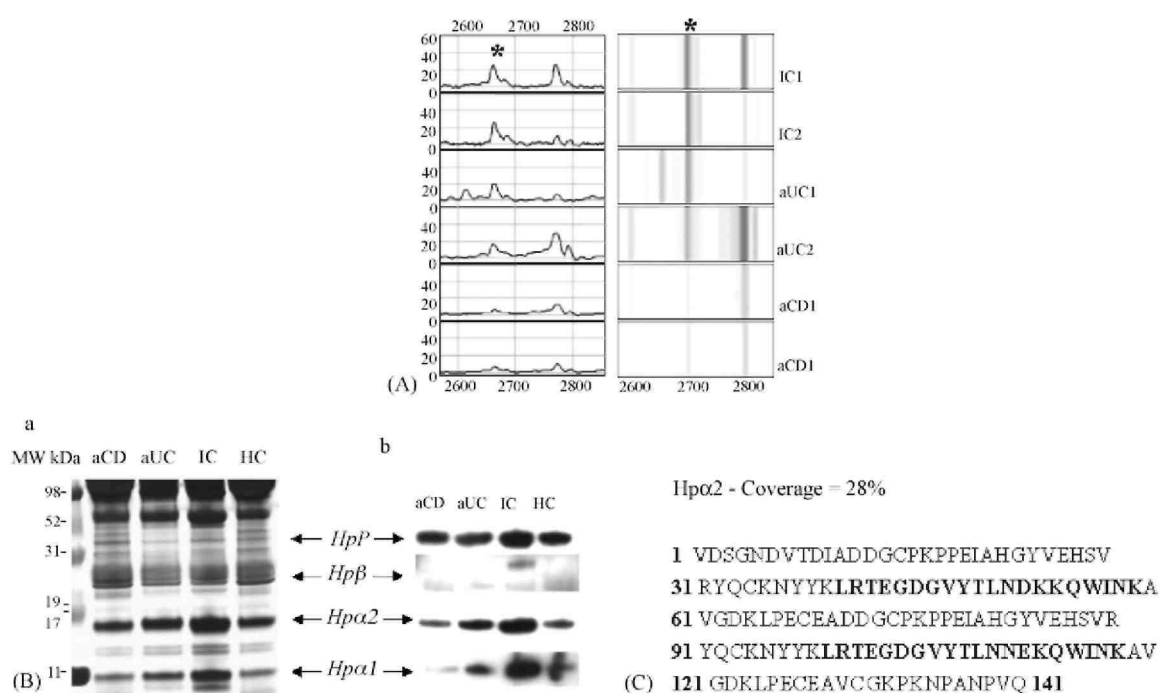 2600 2700 2800
*
*
60
40
20
0
IC1
40
20
0
IC2
40
20
0
aUC1
40
20
0
aUC2
40
20
0
aCD1
40
20
0
aCD1
2600 2700 2800
2600 2700 2800
(A)
a
MW kDa aCD aUC IC HC
98-
52-
31-
19-
17
11-
(B)
b
aCD aUC IC HC
HpP
Hpβ
Hpα2
Hpα1
Hpα2 - Coverage = 28%
1 VDSGNDVTDIADDGCPKPPEIAHGYVEHSV
31 RYQCKNYYKLRTEGDGVYTLNDKKQWINKA
61 VGDKLPECEADDGCPKPPEIAHGYVEHSVR
91 YQCKNYYKLRTEGDGVYTLNNEKQWINKAV
121 GDKLPECEAVCGKPKNPANPVQ 141
(C)